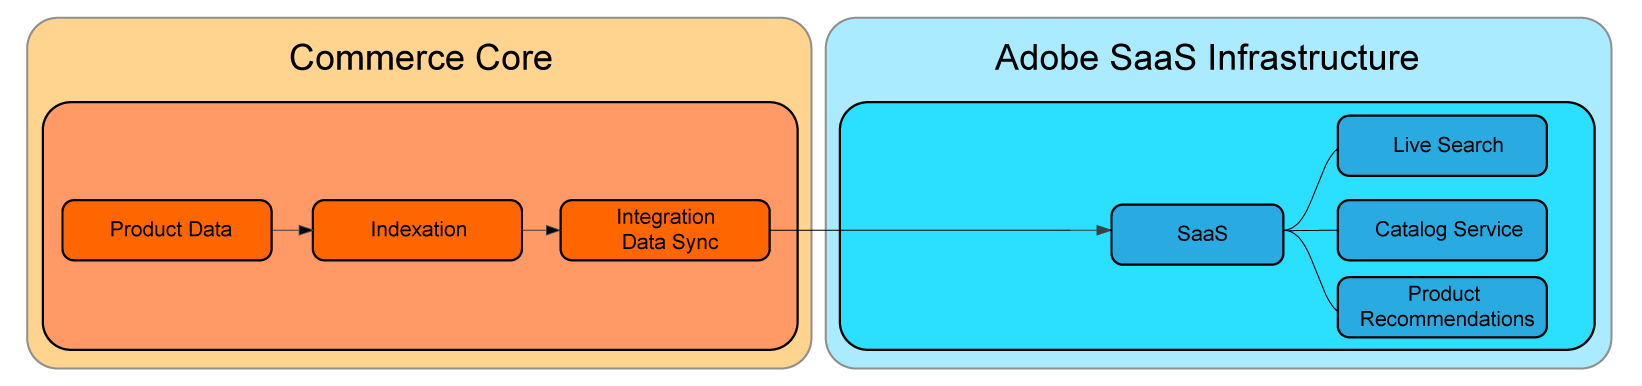 Commerce Core
Adobe SaaS Infrastructure
Product Data
Indexation
Integration
Data Sync
SaaS
Live Search
Catalog Service
Product
Recommendations